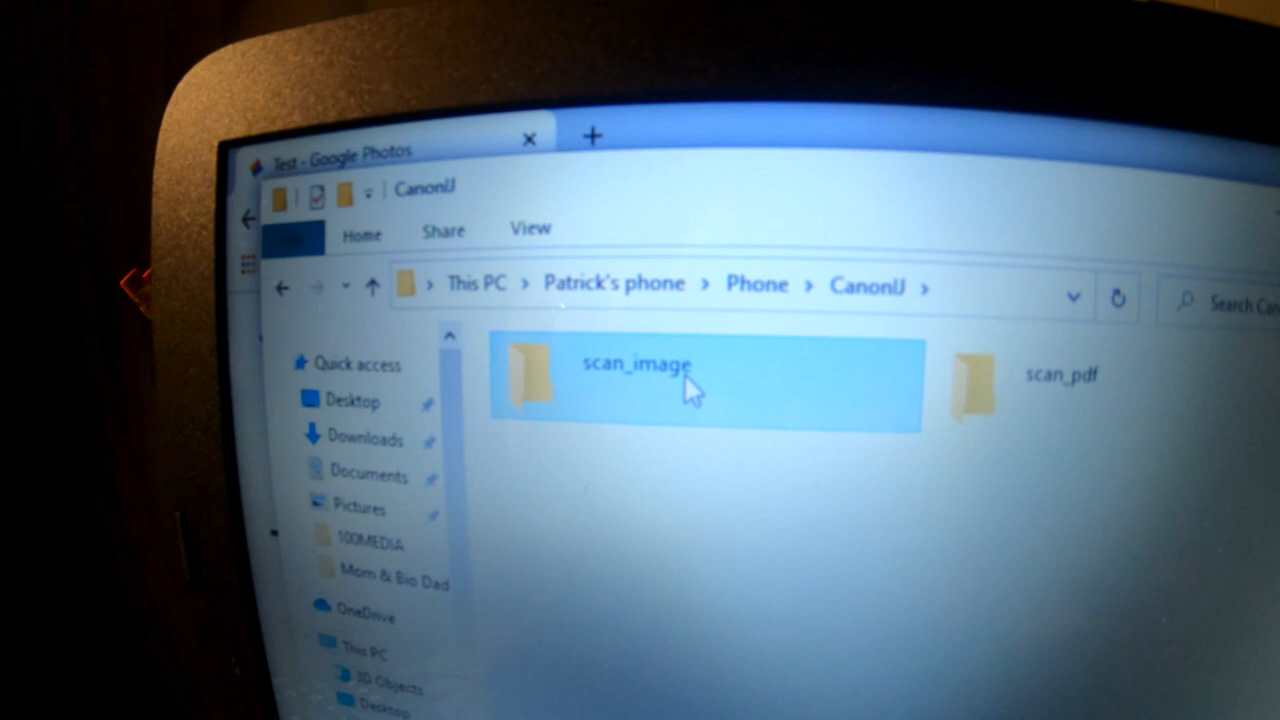 Test - Google Photos
CanonIJ
File Home Share View
This PC > Patrick's phone > Phone > CanonIJ >
Search Can
Quick access
scan_image
scan_pdf
Desktop
Downloads
Documents
Pictures
100MEDIA
Mom & Bio Dad
OneDrive
This PC
3D Objects
Desktop